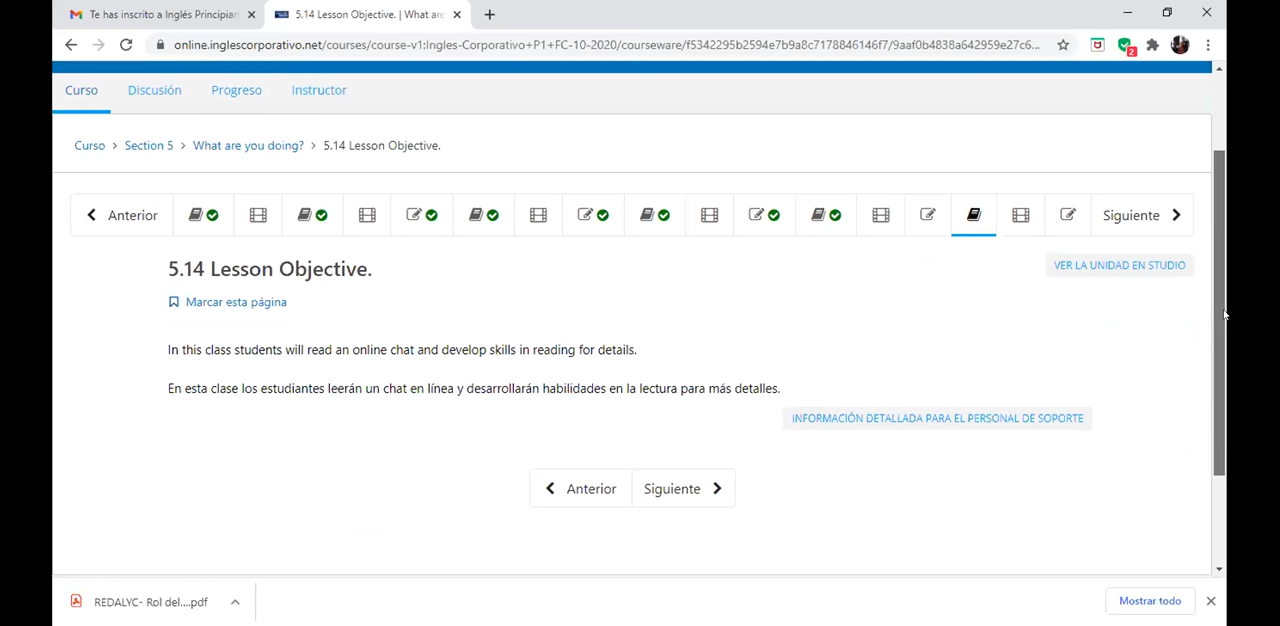 Te has inscrito a Inglés Principian
5.14 Lesson Objective. | What are
online.inglescorporativo.net/courses/course-v1:Ingles-Corporativo+P1+FC-10-2020/courseware/f5342295b2594e7b9a8c7178846146f7/9aaf0b4838a642959e27c6...
2
Curso Discusión Progreso Instructor
Curso > Section 5 > What are you doing? > 5.14 Lesson Objective.
Anterior Siguiente
5.14 Lesson Objective.
VER LA UNIDAD EN STUDIO
Marcar esta página
In this class students will read an online chat and develop skills in reading for details.
En esta clase los estudiantes leerán un chat en línea y desarrollarán habilidades en la lectura para más detalles.
INFORMACIÓN DETALLADA PARA EL PERSONAL DE SOPORTE
Anterior Siguiente
REDALYC- Rol del....pdf
Mostrar todo